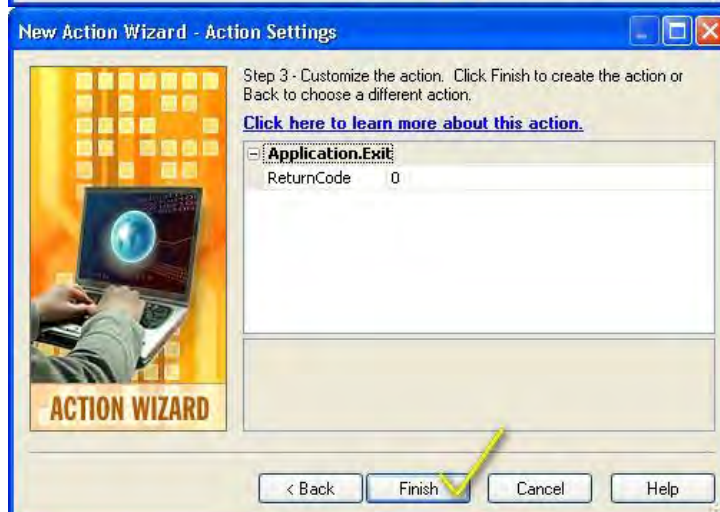 New Action Wizard - Action Settings
Step 3 - Customize the action. Click Finish to create the action or
Back to choose a different action.
Click here to learn more about this action.
Application.Exit
ReturnCode 0
ACTION WIZARD
< Back Finish Cancel Help